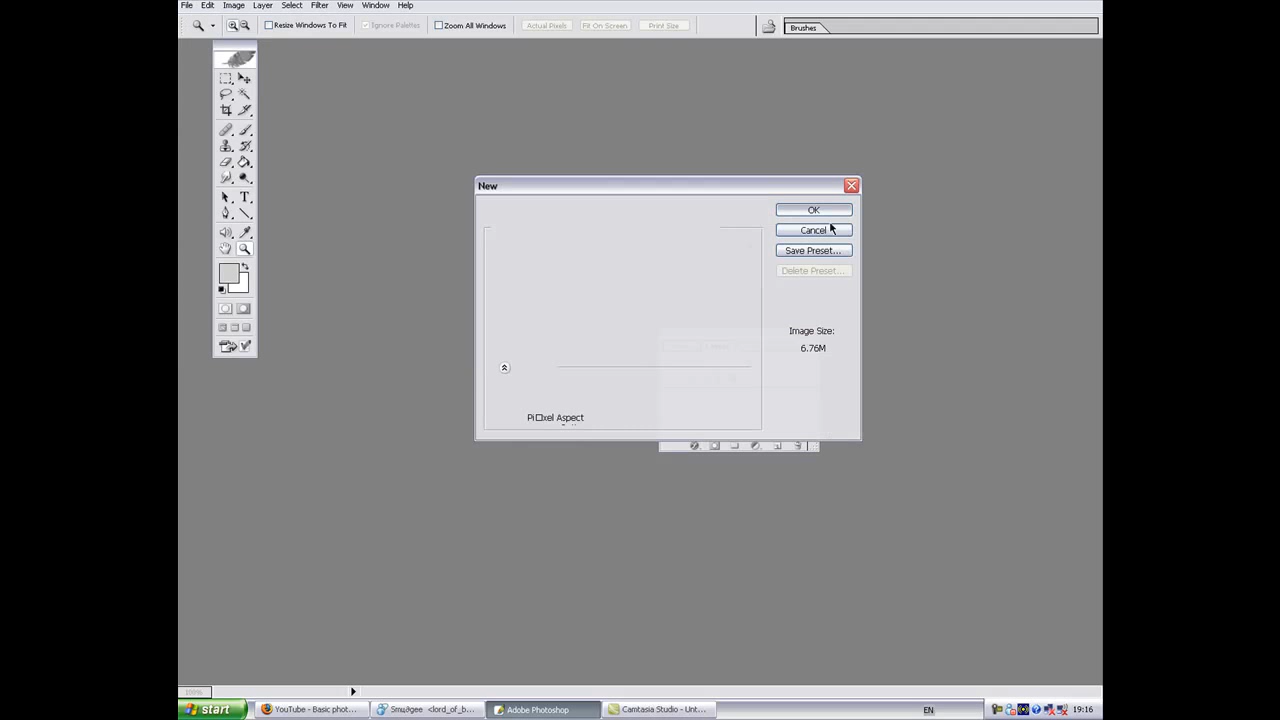 File Edit Image Layer Select Filter View Window Help
Resize Windows To Fit Ignore Palettes Zoom All Windows Actual Pixels Fit On Screen Print Size Brushes
New
OK
Cancel
Save Preset...
Delete Preset...
Image Size:
6.76M
Pi□xel Aspect
100%
start YouTube - Basic phot... <lord_of_b... Adobe Photoshop Camtasia Studio - Unt... EN 19:16